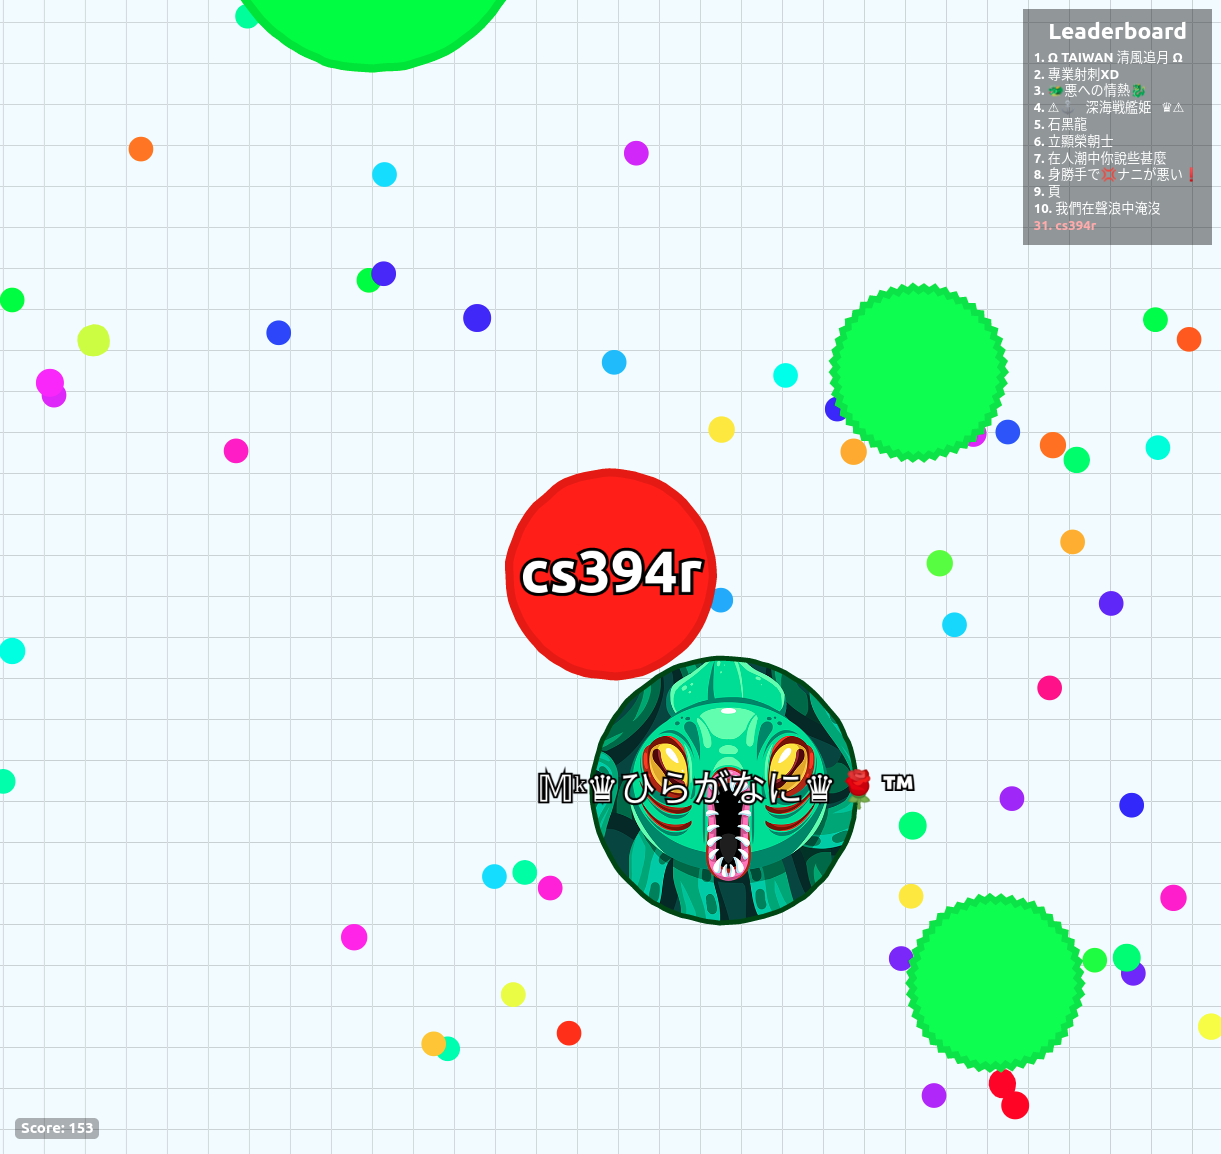 Leaderboard
1. Ω TAIWAN 清風追月 Ω
2. 專業射刺XD
3. 🐲悪への情熱🐉
4. ⚠⚓ 深海戦艦姫 ♛⚠
5. 石黑龍
6. 立顯榮朝士
7. 在人潮中你說些甚麼
8. 身勝手で💢ナニが悪い❗
9. 頁
10. 我們在聲浪中淹沒
31. cs394r
cs394r
𝕄ᵏ♛ひらがなに♛🌹™
Score: 153